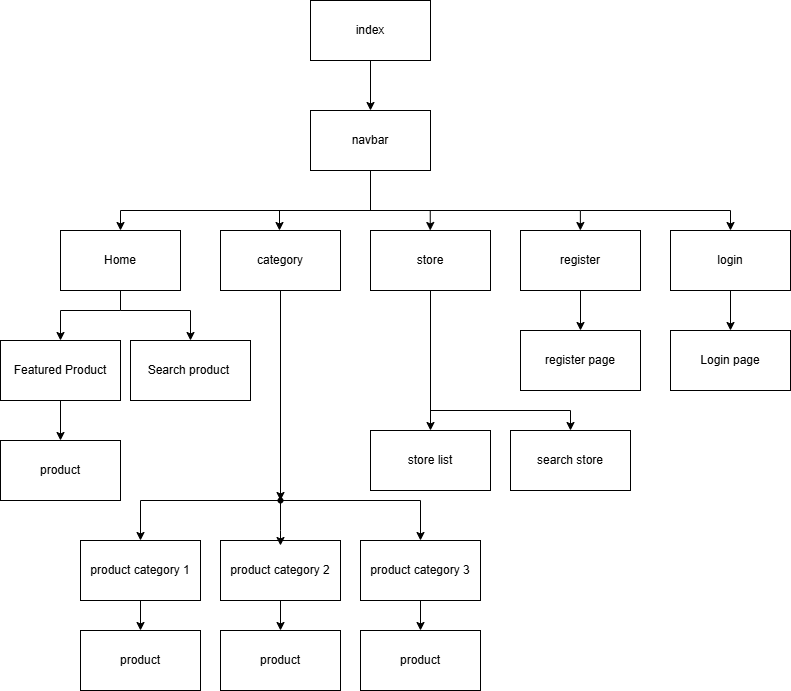 index
navbar
Home
category
store
register
login
Featured Product
Search product
register page
Login page
product
store list
search store
product category 1
product category 2
product category 3
product
product
product